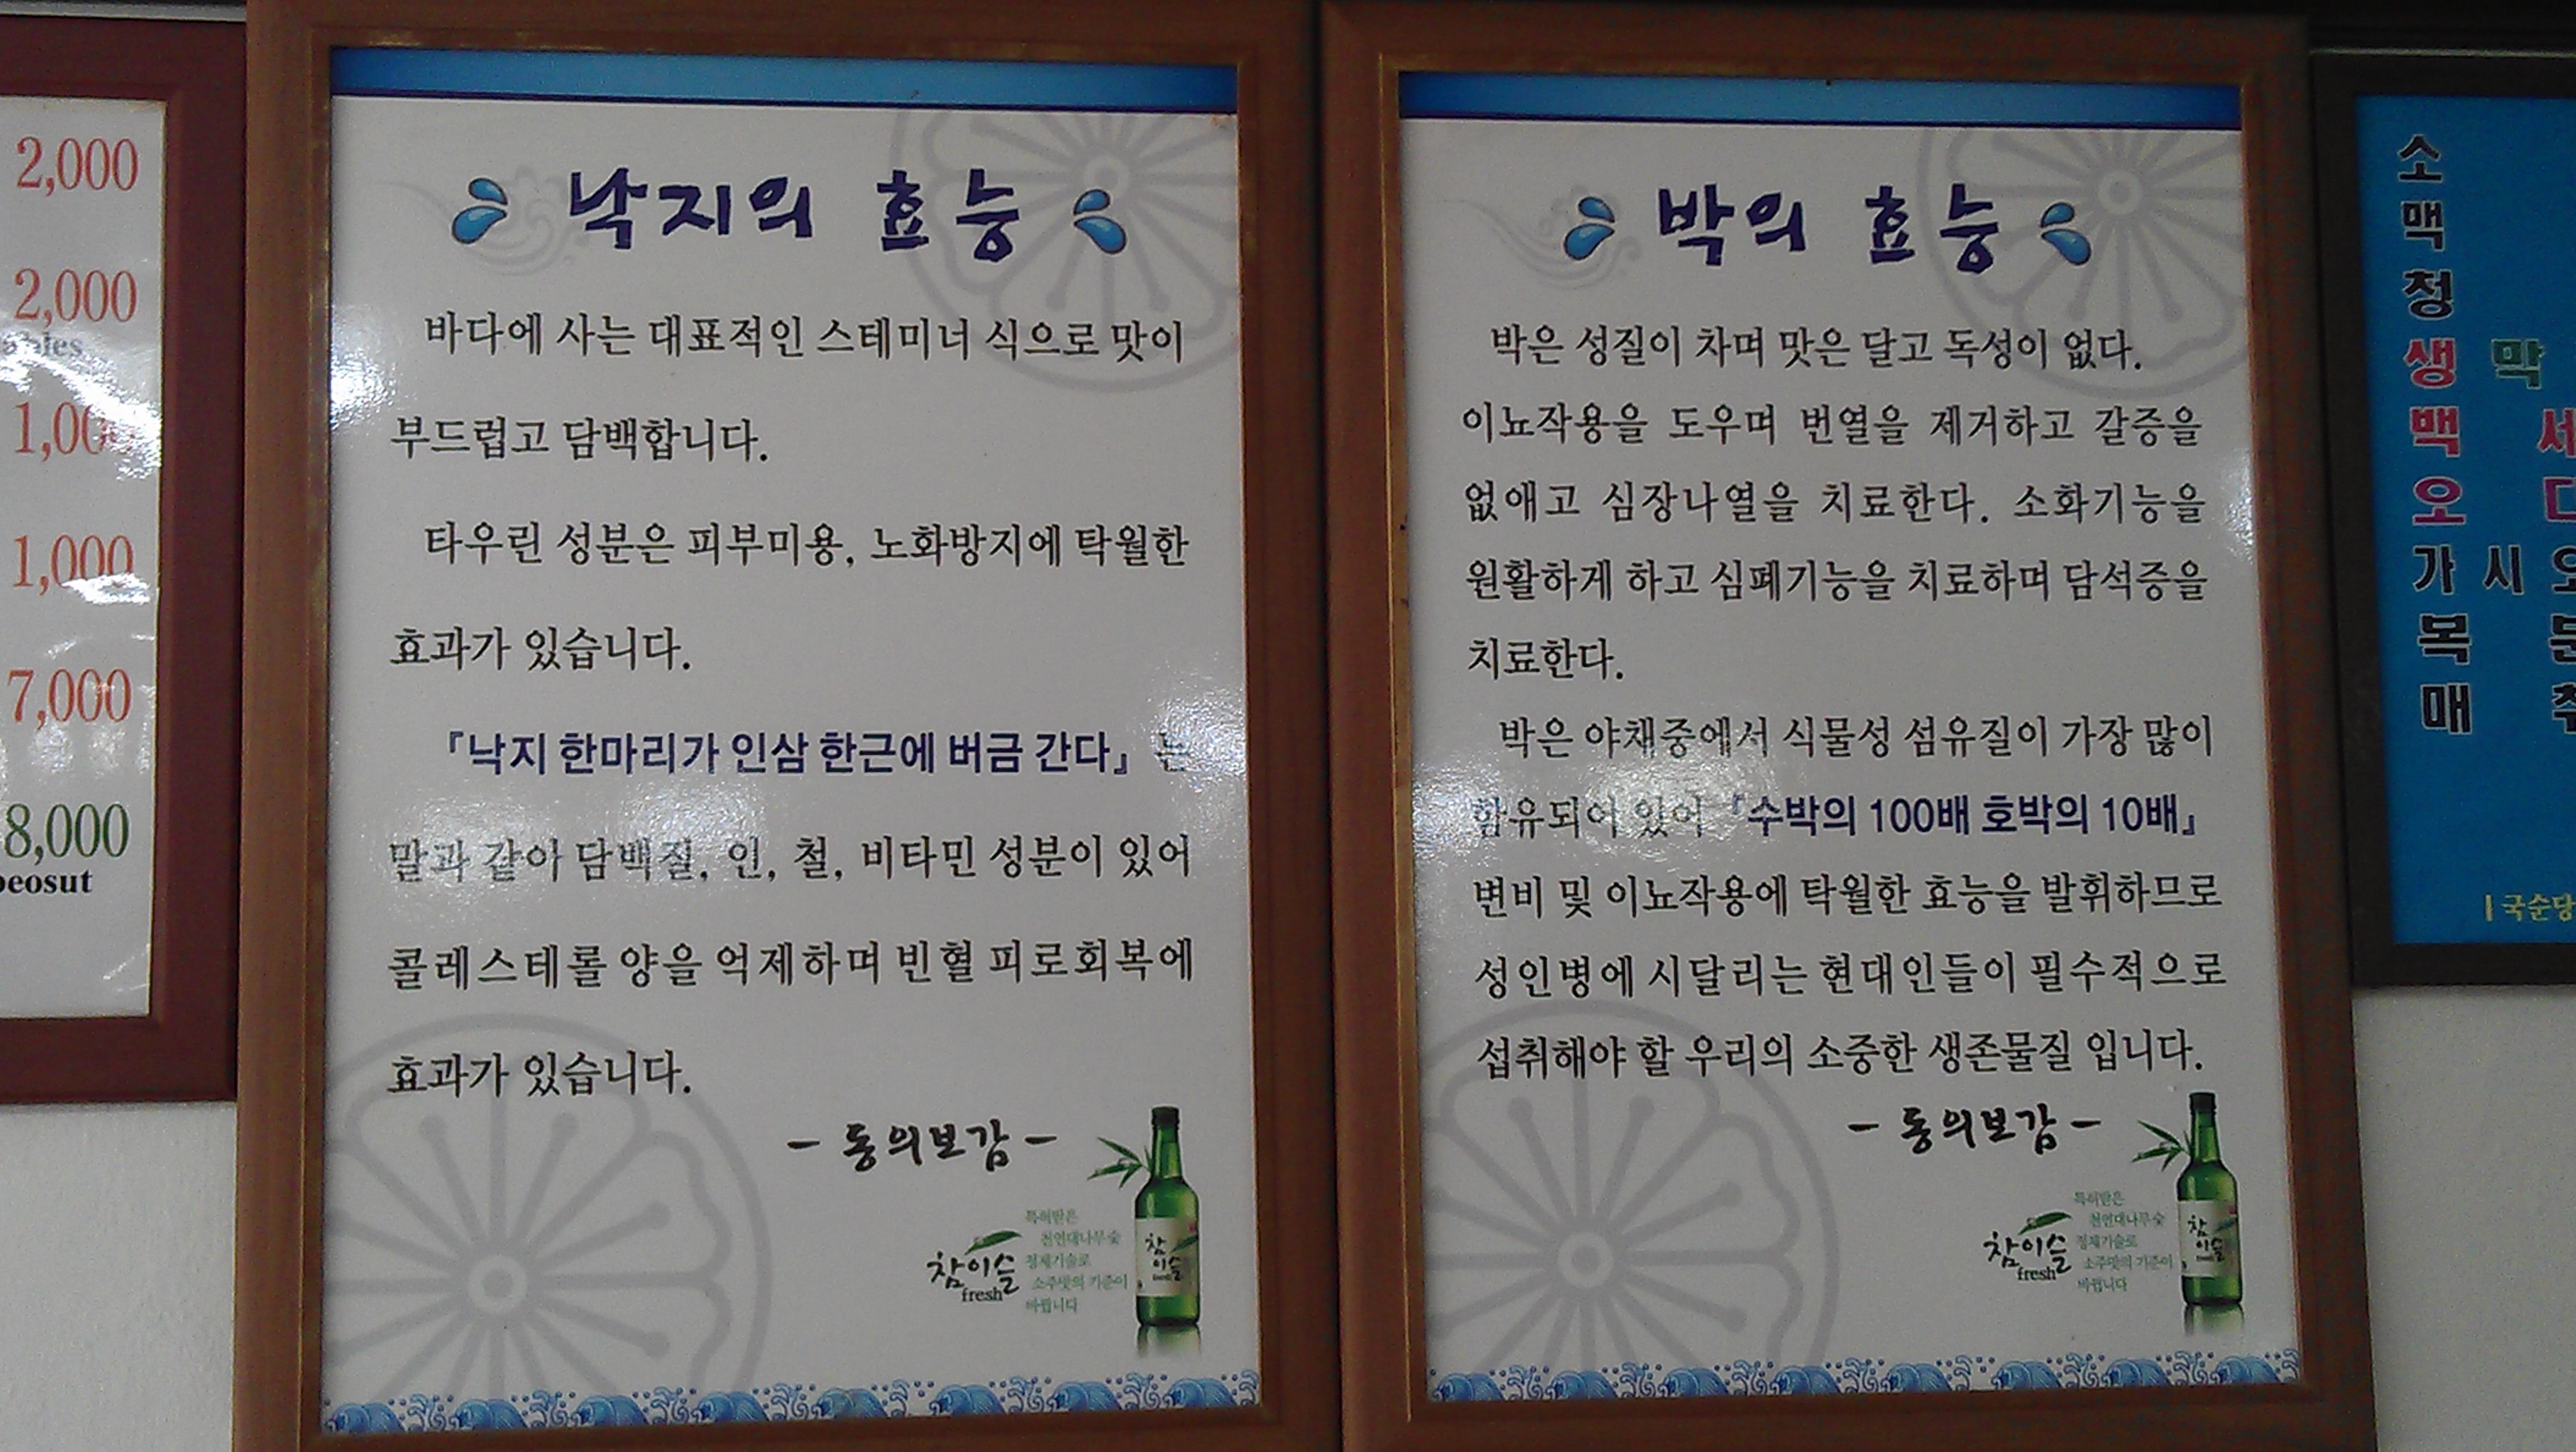 2,000
2,000
1,00
1,000
7,000
8,000
peosut
낙지의 효능
바다에 사는 대표적인 스테미너 식으로 맛이
부드럽고 담백합니다.
타우린 성분은 피부미용, 노화방지에 탁월한
효과가 있습니다.
『낙지 한마리가 인삼 한근에 버금 간다』 는
말과 같아 담백질, 인, 철, 비타민 성분이 있어
콜레스테롤 양을 억제하며 빈혈 피로회복에
효과가 있습니다.
- 동의보감 -
참이슬
fresh
특허받은
천연대나무숯
정제기술로
소주맛의 기준이
바뀝니다
참이슬
박의 효능
박은 성질이 차며 맛은 달고 독성이 없다.
이뇨작용을 도우며 번열을 제거하고 갈증을
없애고 심장나열을 치료한다. 소화기능을
원활하게 하고 심폐기능을 치료하며 담석증을
치료한다.
박은 야채중에서 식물성 섬유질이 가장 많이
함유되어 있어 『수박의 100배 호박의 10배』
변비 및 이뇨작용에 탁월한 효능을 발휘하므로
성인병에 시달리는 현대인들이 필수적으로
섭취해야 할 우리의 소중한 생존물질 입니다.
- 동의보감 -
참이슬
fresh
특허받은
천연대나무숯
정제기술로
소주맛의 기준이
바뀝니다
참이슬
소
맥
청
생 막
백 세
오
가 시 오
복
매
국순당